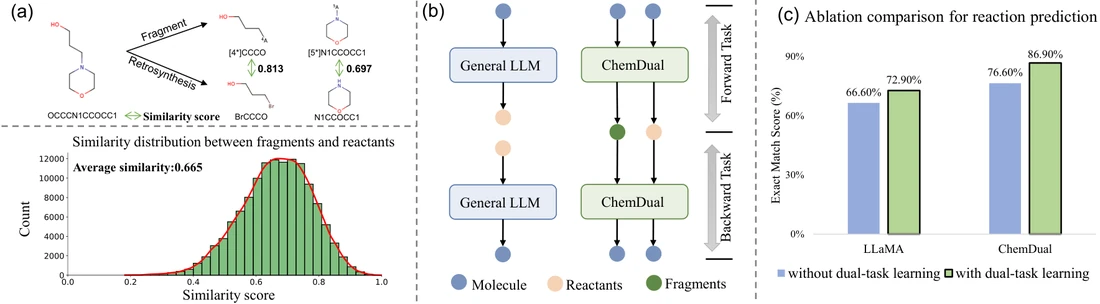 (a)
HO
N
O
OCCCN1CCOCC1
Fragment
Retrosynthesis
HO
[4*]CCCO
0.813
HO
Br
BrCCCO
N
O
[5*]N1CCOCC1
0.697
H
N
O
N1CCOCC1
Similarity score
Similarity distribution between fragments and reactants
Average similarity:0.665
Count
12000
10000
8000
6000
4000
2000
0
0.0 0.2 0.4 0.6 0.8 1.0
Similarity score
(b)
General LLM
ChemDual
General LLM
ChemDual
Forward Task
Backward Task
Molecule
Reactants
Fragments
(c) Ablation comparison for reaction prediction
Exact Match Score (%)
90%
60%
30%
0%
66.60%
72.90%
76.60%
86.90%
LLaMA
ChemDual
without dual-task learning
with dual-task learning